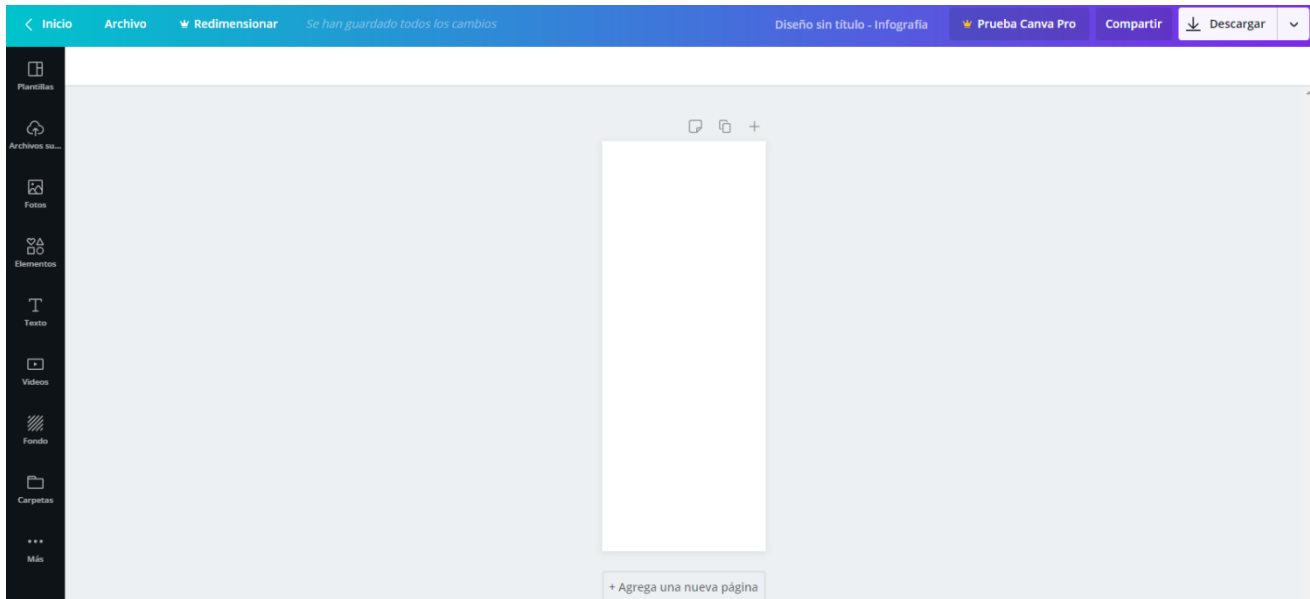 Inicio Archivo Redimensionar Se han guardado todos los cambios Diseño sin título - Infografía Prueba Canva Pro Compartir Descargar
Plantillas
Archivos su...
Fotos
Elementos
Texto
Videos
Fondo
Carpetas
Más
+ Agrega una nueva página